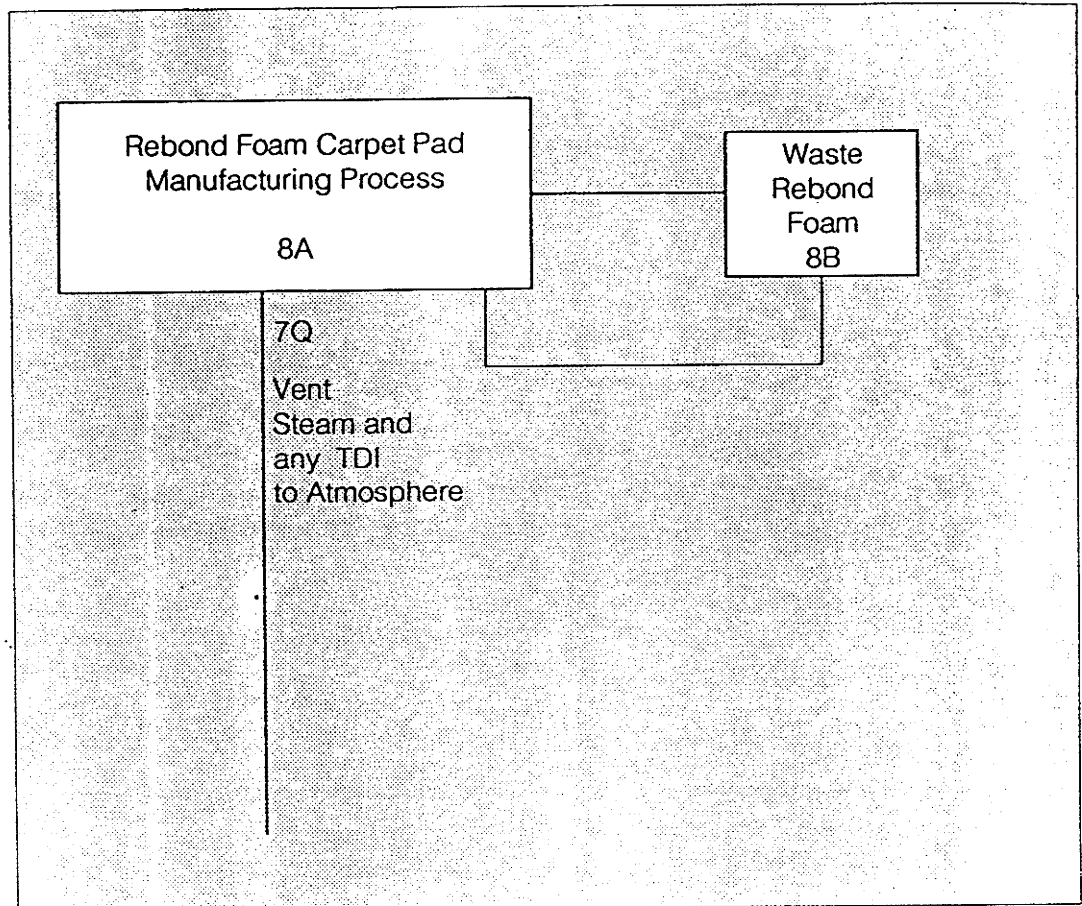 Rebond Foam Carpet Pad
Manufacturing Process
8A
Waste
Rebond
Foam
8B
7Q
Vent
Steam and
any TDI
to Atmosphere